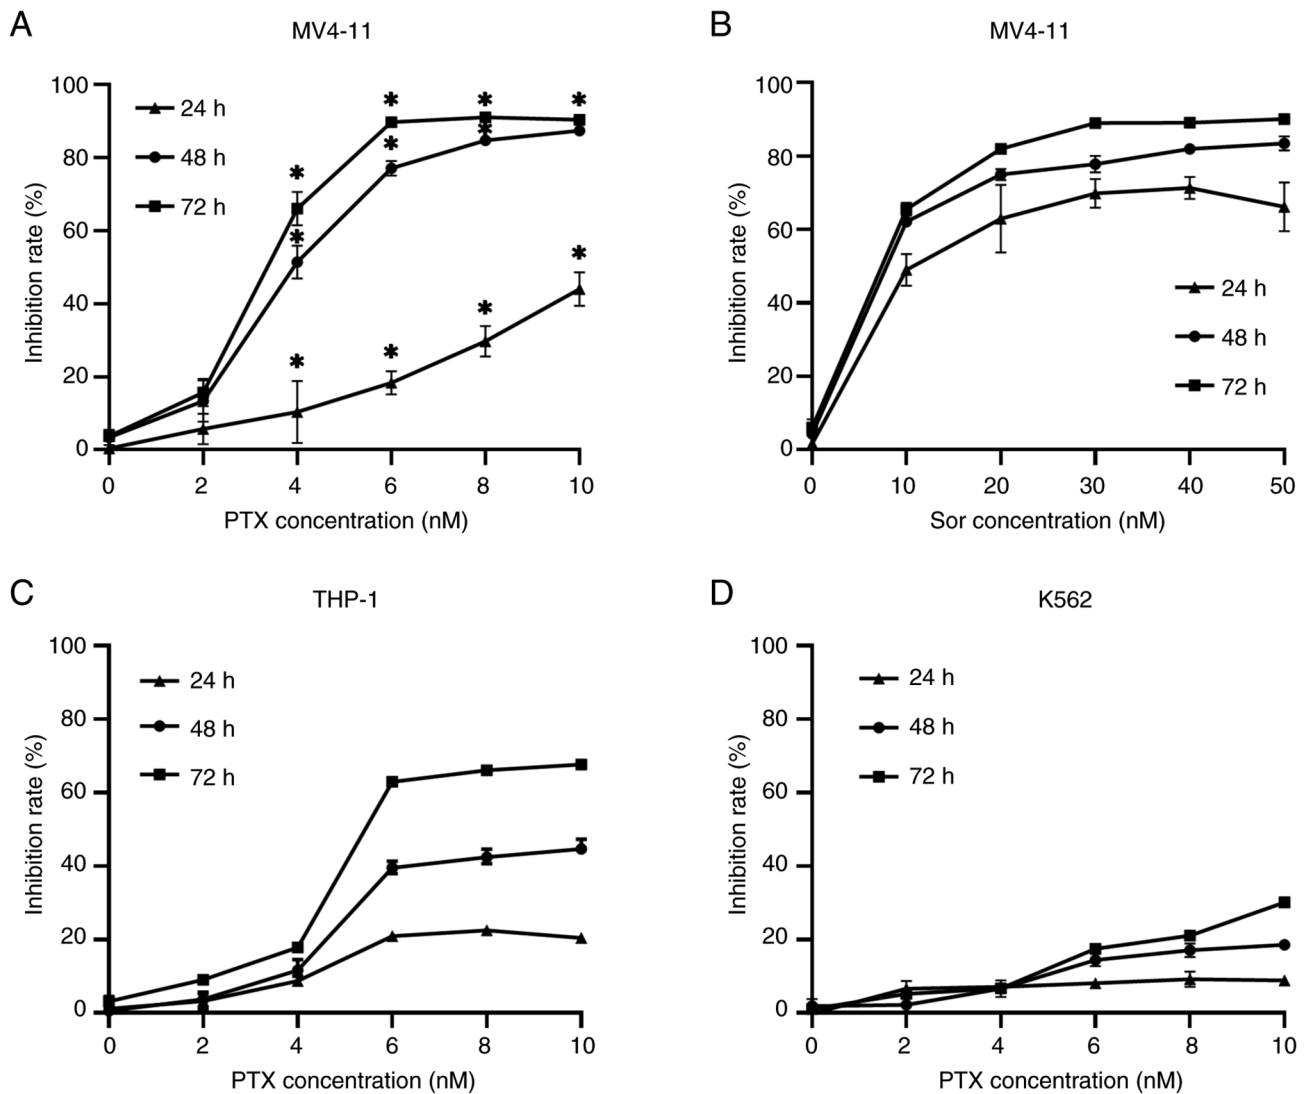 A
MV4-11
100
80
60
40
20
0
Inhibition rate (%)
24 h
48 h
72 h
* * *
* *
*
*
*
*
*
*
0 2 4 6 8 10
PTX concentration (nM)
B
MV4-11
100
80
60
40
20
0
Inhibition rate (%)
24 h
48 h
72 h
0 10 20 30 40 50
Sor concentration (nM)
C
THP-1
100
80
60
40
20
0
Inhibition rate (%)
24 h
48 h
72 h
0 2 4 6 8 10
PTX concentration (nM)
D
K562
100
80
60
40
20
0
Inhibition rate (%)
24 h
48 h
72 h
0 2 4 6 8 10
PTX concentration (nM)